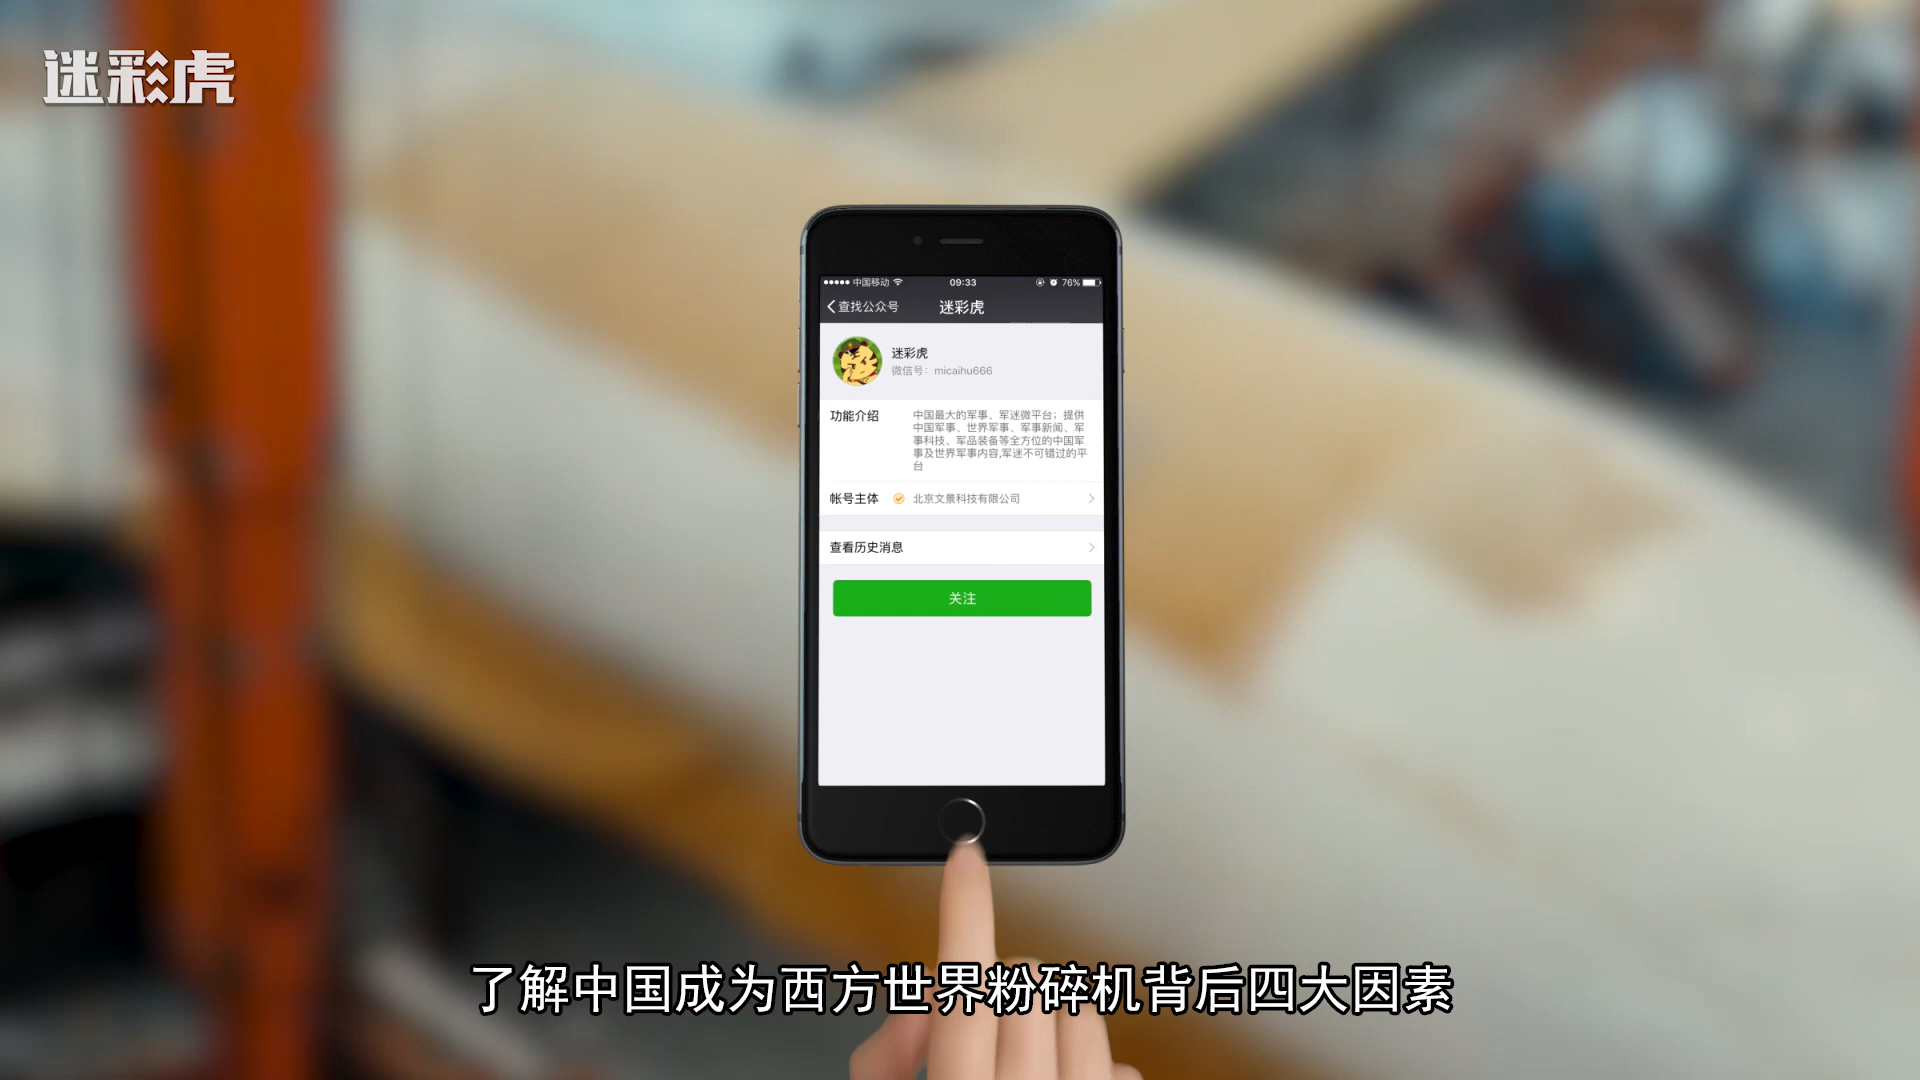 迷彩虎
中国移动 09:33 76%
查找公众号 迷彩虎
迷彩虎
微信号: micaihu666
功能介绍
中国最大的军事、军迷微平台；提供
中国军事、世界军事、军事新闻、军
事科技、军品装备等全方位的中国军
事及世界军事内容,军迷不可错过的平
台
帐号主体 北京文景科技有限公司
查看历史消息
关注
了解中国成为西方世界粉碎机背后四大因素